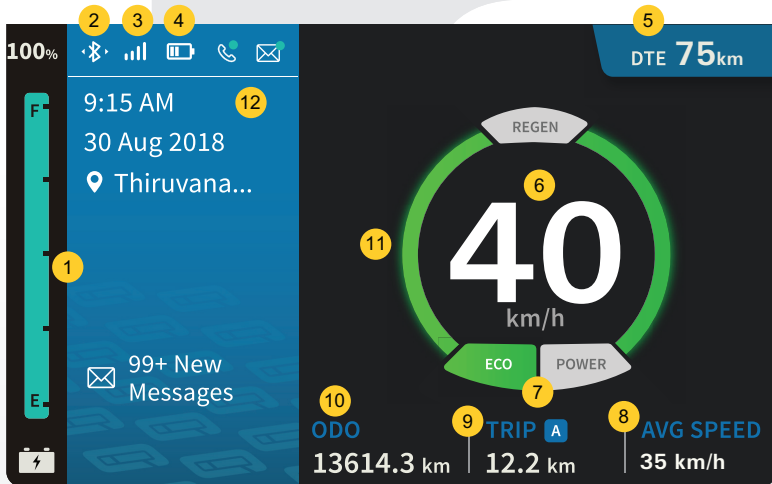 2
3
4
5
100%
DTE 75km
9:15 AM
12
30 Aug 2018
Thiruvana...
F
REGEN
6
40
km/h
11
1
99+ New
Messages
E
ECO
POWER
7
10
9
8
ODO
TRIP A
AVG SPEED
13614.3 km
12.2 km
35 km/h